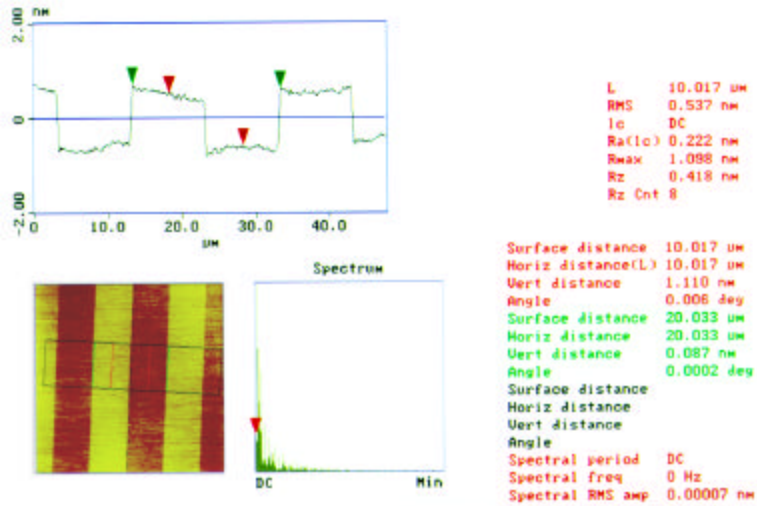 nm
2.00
0
-2.00
0 10.0 20.0 30.0 40.0
μm
L 10.017 μm
RMS 0.537 nm
lc DC
Ra(lc) 0.222 nm
Rmax 1.098 nm
Rz 0.418 nm
Rz Cnt 8
Surface distance 10.017 μm
Horiz distance(L) 10.017 μm
Vert distance 1.110 nm
Angle 0.006 deg
Surface distance 20.033 μm
Horiz distance 20.033 μm
Vert distance 0.087 nm
Angle 0.0002 deg
Surface distance
Horiz distance
Vert distance
Angle
Spectral period DC
Spectral freq 0 Hz
Spectral RMS amp 0.00007 nm
Spectrum
DC Min